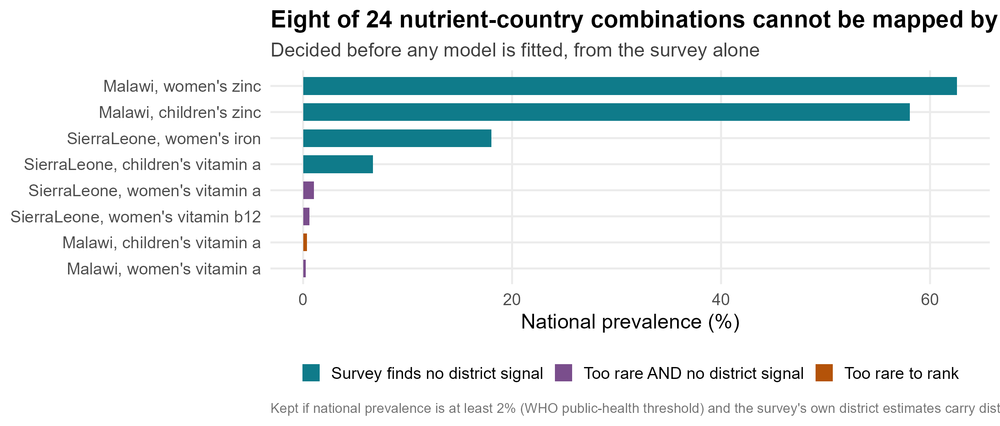 Eight of 24 nutrient-country combinations cannot be mapped by
Decided before any model is fitted, from the survey alone
Malawi, women's zinc
Malawi, children's zinc
SierraLeone, women's iron
SierraLeone, children's vitamin a
SierraLeone, women's vitamin a
SierraLeone, women's vitamin b12
Malawi, children's vitamin a
Malawi, women's vitamin a
0 20 40 60
National prevalence (%)
Survey finds no district signal Too rare AND no district signal Too rare to rank
Kept if national prevalence is at least 2% (WHO public-health threshold) and the survey's own district estimates carry dist